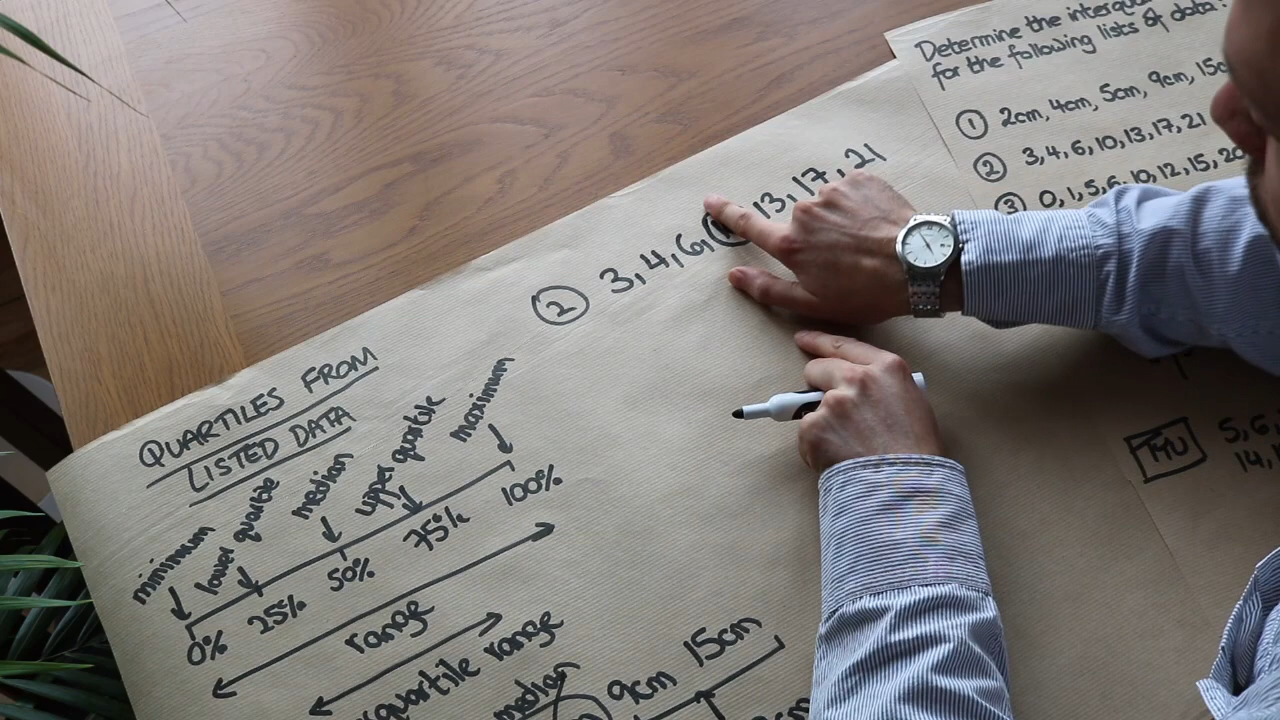 QUARTILES FROM
LISTED DATA
minimum
lower quartile
median
upper quartile
maximum
0%
25%
50%
75%
100%
range
quartile range
median
9cm 15cm
② 3, 4, 6, 13, 17, 21
Determine the
for the following lists of data:
① 2cm, 4cm, 5cm, 9cm,
② 3, 4, 6, 10, 13, 17, 21
③ 0, 1, 5, 6, 10, 12, 15, 20
TYU
5, 6,
14,